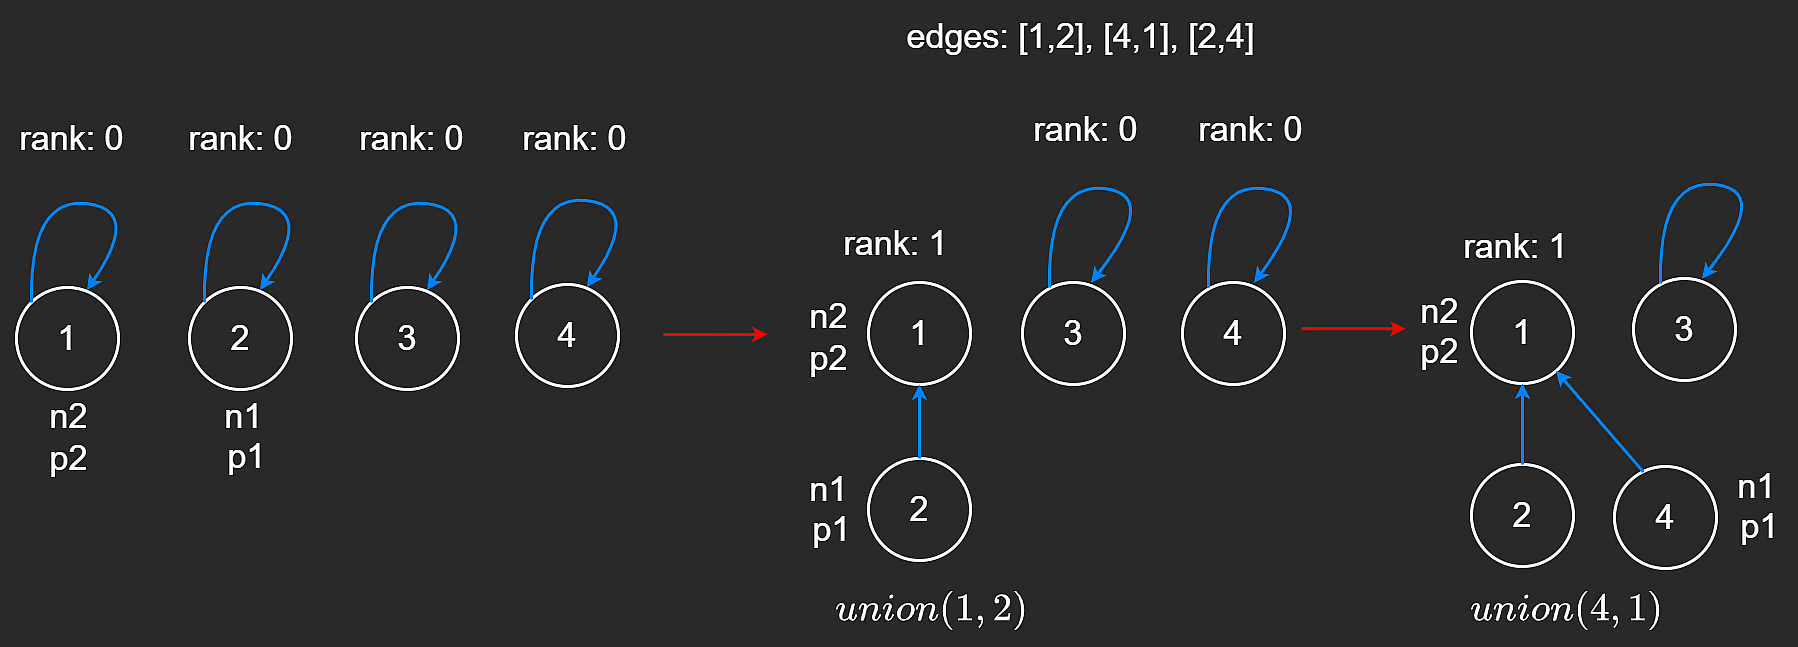 edges: [1,2], [4,1], [2,4]
rank: 0
rank: 0
rank: 0
rank: 0
1
2
3
4
n2
p2
n1
p1
rank: 0
rank: 0
rank: 1
n2
p2
1
3
4
n1
p1
2
union(1, 2)
rank: 1
n2
p2
1
3
2
4
n1
p1
union(4, 1)